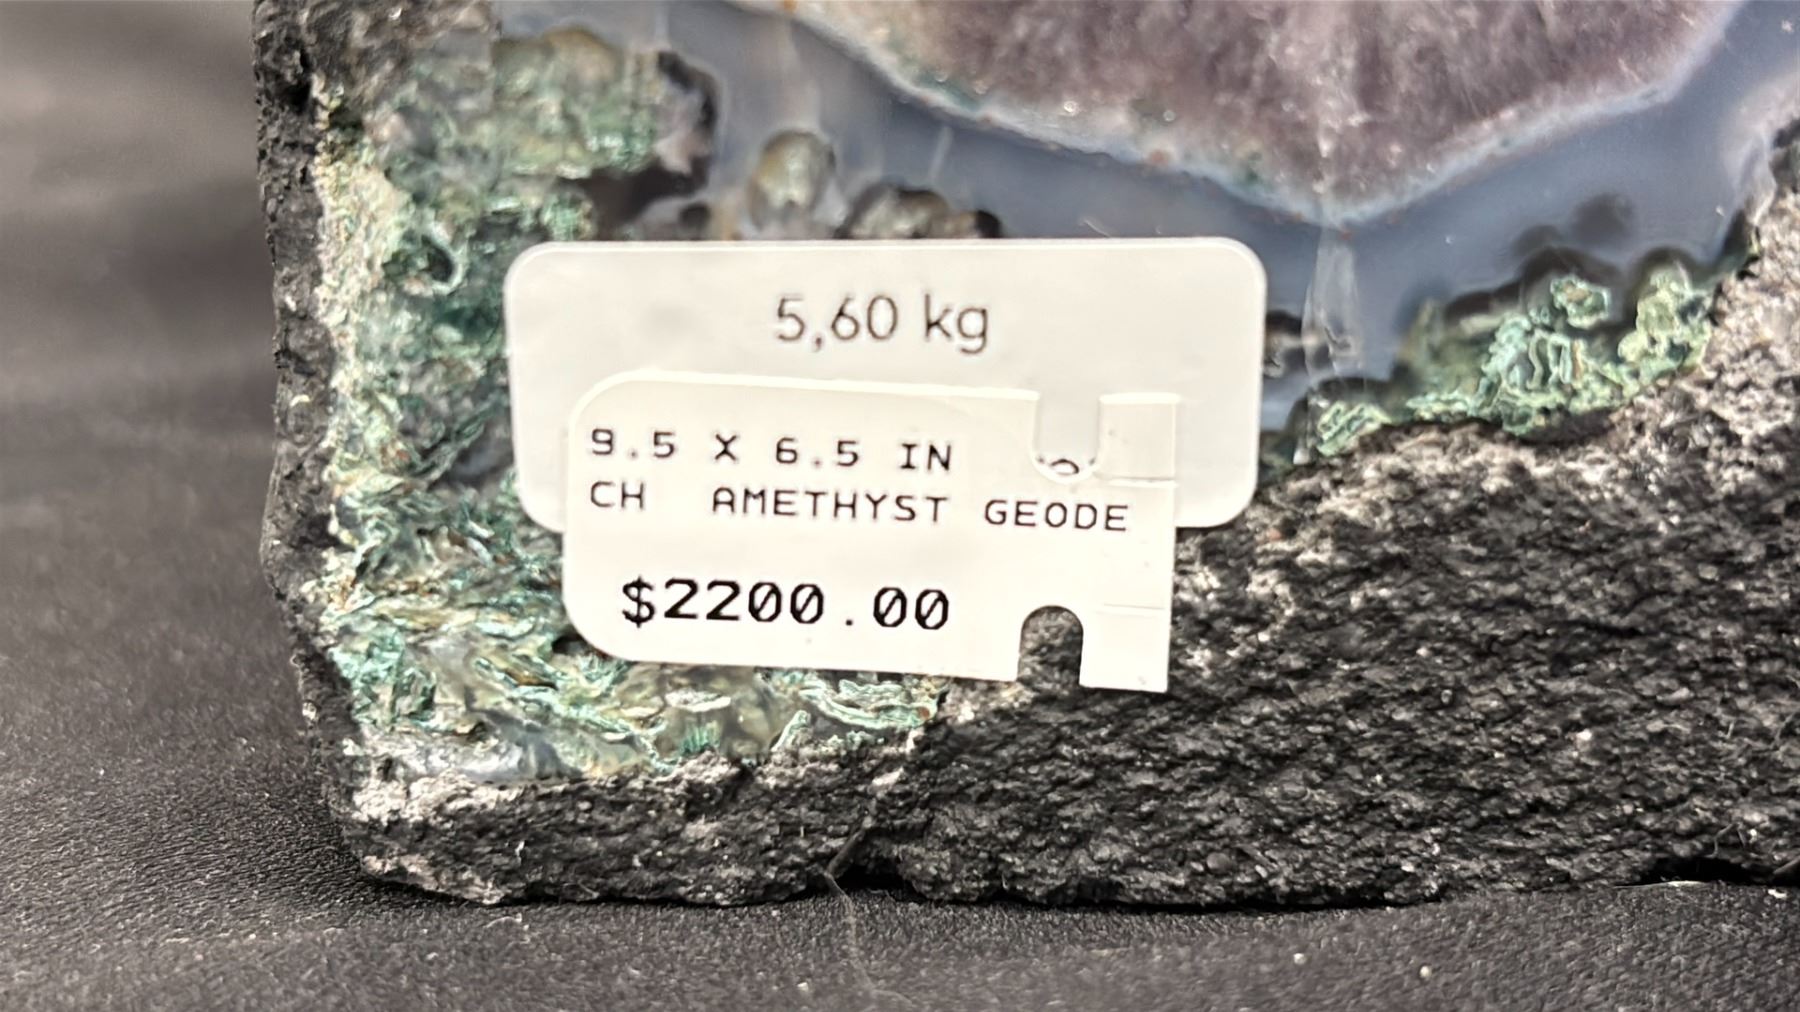 5,60 kg
9.5 X 6.5 IN
CH AMETHYST GEODE
$2200.00